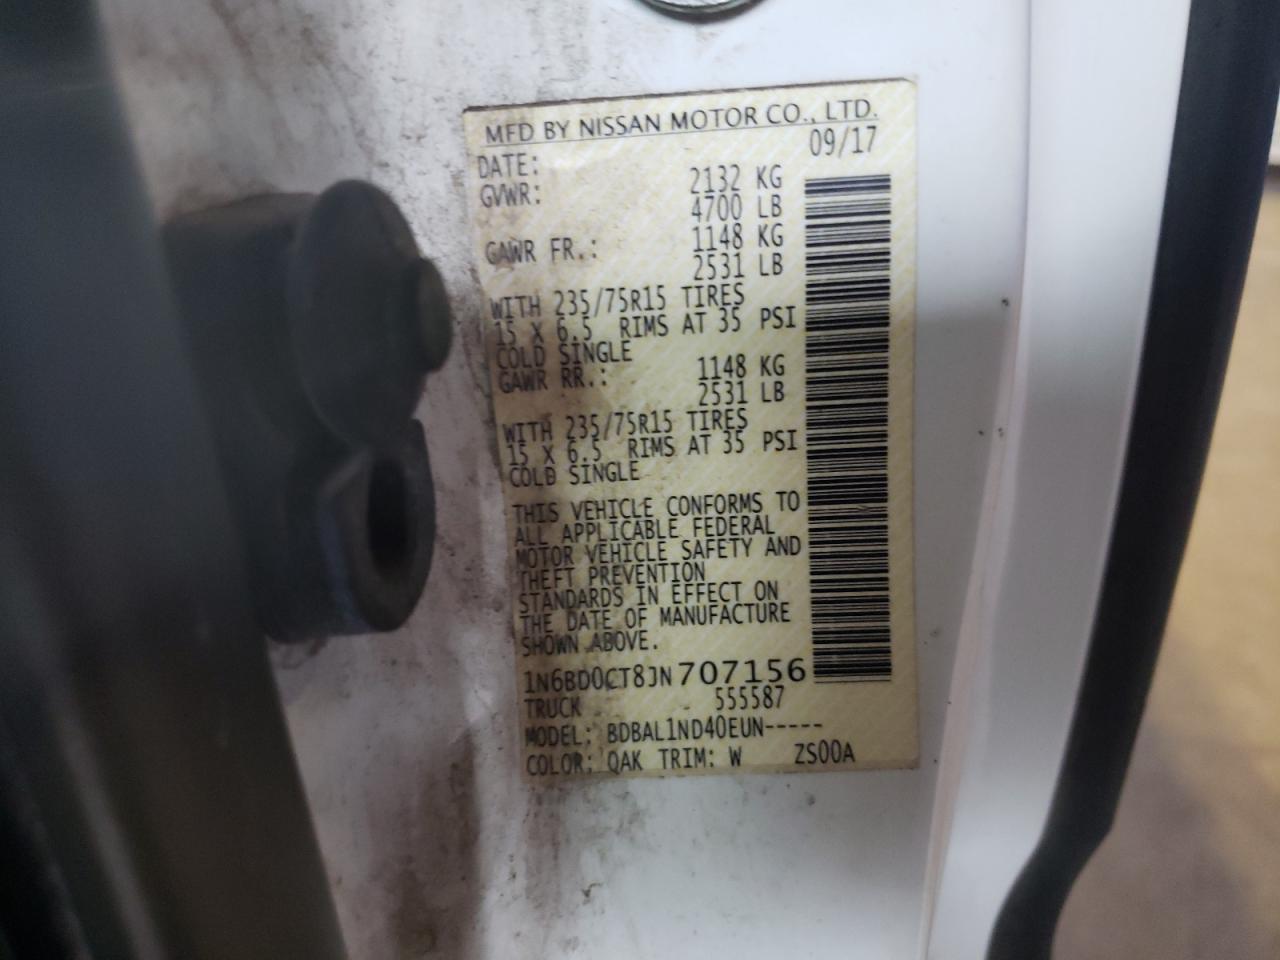 MFD BY NISSAN MOTOR CO., LTD.
DATE: 09/17
GVWR: 2132 KG
4700 LB
GAWR FR.: 1148 KG
2531 LB
WITH 235/75R15 TIRES
15 X 6.5 RIMS AT 35 PSI
COLD SINGLE
GAWR RR.: 1148 KG
2531 LB
WITH 235/75R15 TIRES
15 X 6.5 RIMS AT 35 PSI
COLD SINGLE
THIS VEHICLE CONFORMS TO
ALL APPLICABLE FEDERAL
MOTOR VEHICLE SAFETY AND
THEFT PREVENTION
STANDARDS IN EFFECT ON
THE DATE OF MANUFACTURE
SHOWN ABOVE.
1N6BD0CT8JN707156
TRUCK 555587
MODEL: BDBAL1ND40EUN-----
COLOR: QAK TRIM: W ZS00A